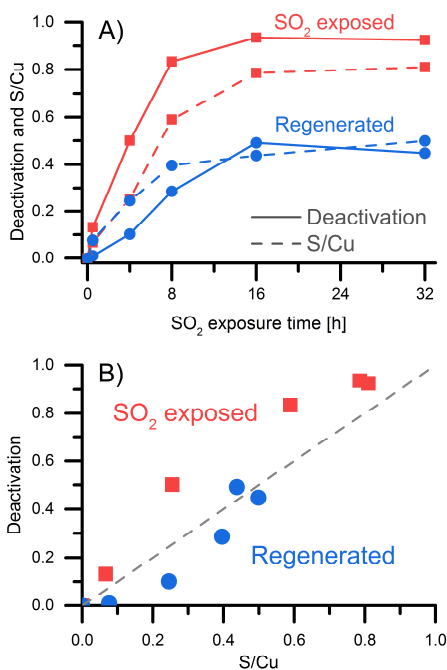 A)
SO₂ exposed
Regenerated
Deactivation
S/Cu
Deactivation and S/Cu
1.0
0.8
0.6
0.4
0.2
0.0
0
8
16
24
32
SO₂ exposure time [h]
B)
SO₂ exposed
Regenerated
Deactivation
1.0
0.8
0.6
0.4
0.2
0.0
0.0
0.2
0.4
0.6
0.8
1.0
S/Cu